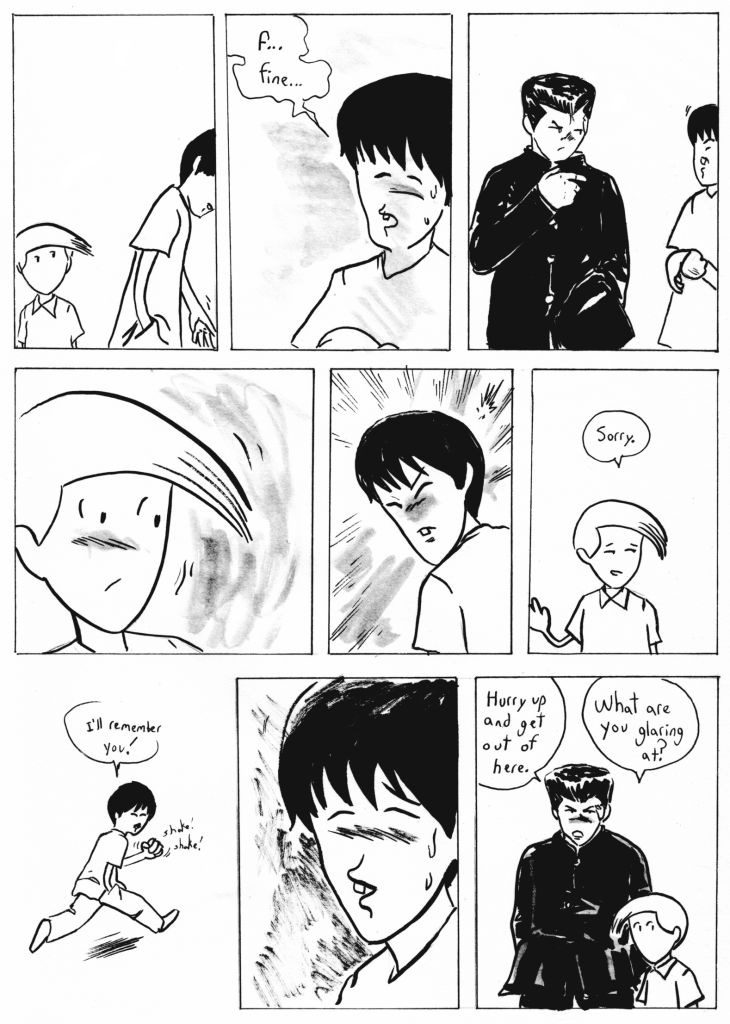 f...
fine...
Sorry.
I'll remember
you!
shake!
shake!
Hurry up
and get
out of
here.
What are
you glaring
at?